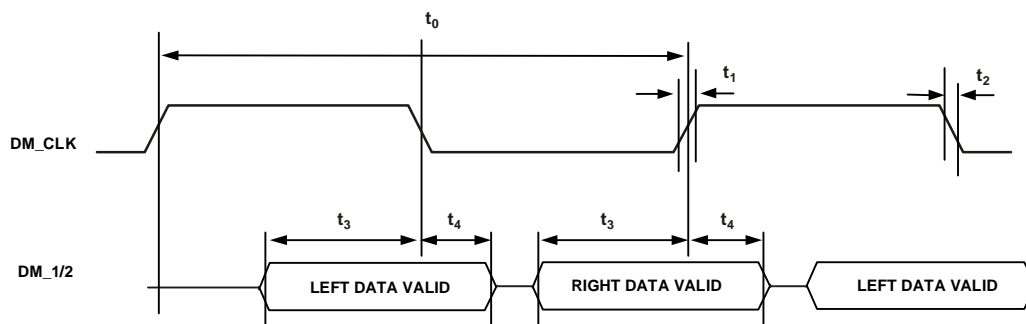 t0
t1
t2
DM_CLK
t3
t4
t3
t4
DM_1/2
LEFT DATA VALID
RIGHT DATA VALID
LEFT DATA VALID